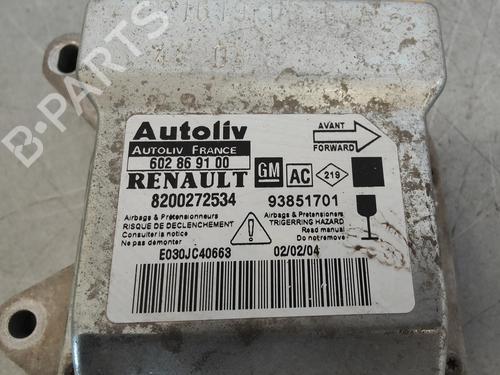 B-PARTS
Autoliv
AUTOLIV FRANCE
602 86 91 00
RENAULT
8200272534
AVANT
FORWARD
GM
AC
219
93851701
Airbags & Prétensionneurs
RISQUE DE DECLENCHEMENT
Consulter la notice
Ne pas démonter
Airbags & Pretensioners
TRIGERRING HAZARD
Read manual
Do not remove
E030JC40663
02/02/04